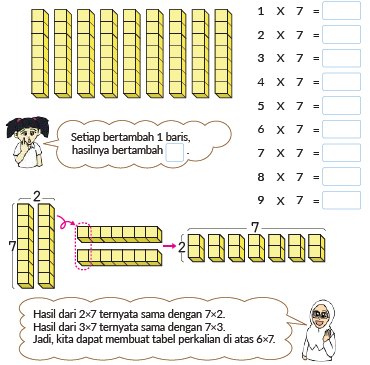 1 X 7 =
2 X 7 =
3 X 7 =
4 X 7 =
5 X 7 =
6 X 7 =
7 X 7 =
8 X 7 =
9 X 7 =
Setiap bertambah 1 baris,
hasilnya bertambah .
2
7
7
2
Hasil dari 2×7 ternyata sama dengan 7×2.
Hasil dari 3×7 ternyata sama dengan 7×3.
Jadi, kita dapat membuat tabel perkalian di atas 6×7.